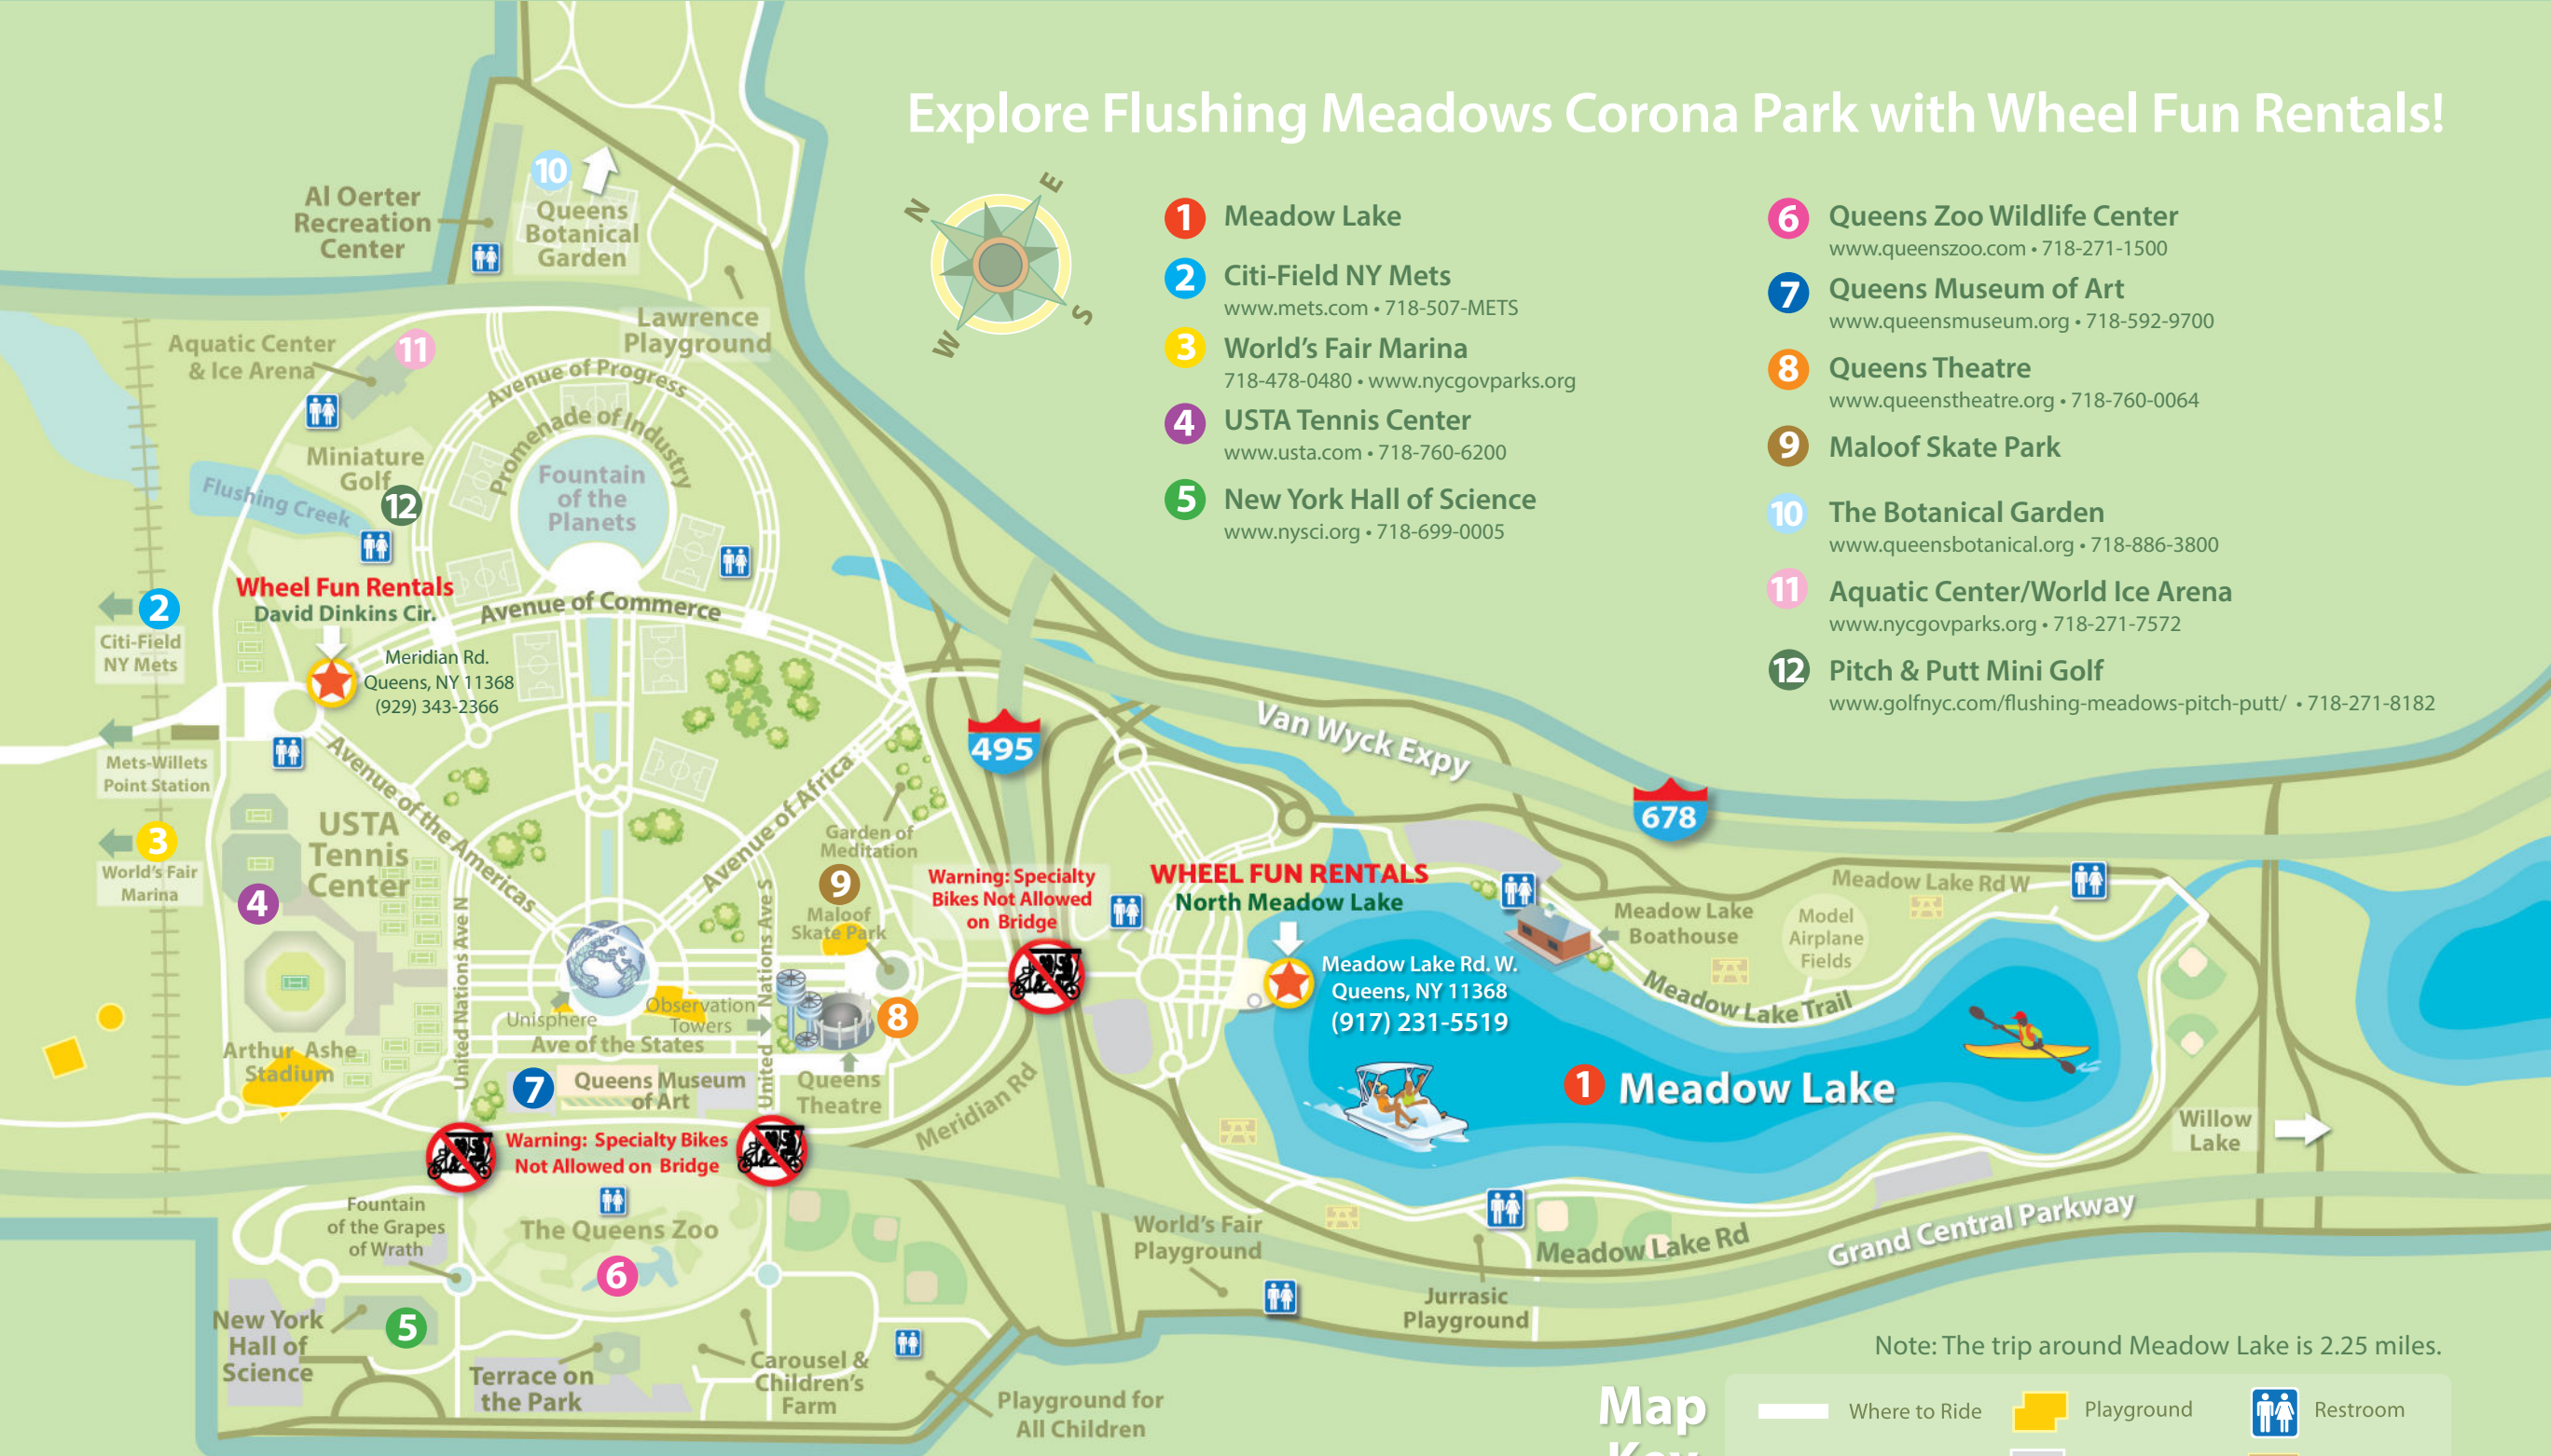 Explore Flushing Meadows Corona Park with Wheel Fun Rentals!
N
E
S
W
1 Meadow Lake
2 Citi-Field NY Mets
www.mets.com • 718-507-METS
3 World's Fair Marina
718-478-0480 • www.nycgovparks.org
4 USTA Tennis Center
www.usta.com • 718-760-6200
5 New York Hall of Science
www.nysci.org • 718-699-0005
6 Queens Zoo Wildlife Center
www.queenszoo.com • 718-271-1500
7 Queens Museum of Art
www.queensmuseum.org • 718-592-9700
8 Queens Theatre
www.queenstheatre.org • 718-760-0064
9 Maloof Skate Park
10 The Botanical Garden
www.queensbotanical.org • 718-886-3800
11 Aquatic Center/World Ice Arena
www.nycgovparks.org • 718-271-7572
12 Pitch & Putt Mini Golf
www.golfnyc.com/flushing-meadows-pitch-putt/ • 718-271-8182
Al Oerter
Recreation
Center
10
Queens
Botanical
Garden
Lawrence
Playground
Aquatic Center
& Ice Arena
11
Avenue of Progress
Promenade of Industry
Miniature
Golf
12
Flushing Creek
Fountain
of the
Planets
Wheel Fun Rentals
David Dinkins Cir.
Meridian Rd.
Queens, NY 11368
(929) 343-2366
Avenue of Commerce
2
Citi-Field
NY Mets
Mets-Willets
Point Station
3
World's Fair
Marina
USTA
Tennis
Center
4
Avenue of the Americas
Avenue of Africa
Garden of
Meditation
9
Maloof
Skate Park
495
Van Wyck Expy
678
Warning: Specialty
Bikes Not Allowed
on Bridge
WHEEL FUN RENTALS
North Meadow Lake
Meadow Lake Rd. W.
Queens, NY 11368
(917) 231-5519
Meadow Lake
Boathouse
Model
Airplane
Fields
Meadow Lake Rd W
Meadow Lake Trail
1 Meadow Lake
Willow
Lake
United Nations Ave N
United Nations Ave S
Unisphere
Observation
Towers
Ave of the States
8
Arthur Ashe
Stadium
7
Queens Museum
of Art
Queens
Theatre
Meridian Rd
Warning: Specialty Bikes
Not Allowed on Bridge
Fountain
of the Grapes
of Wrath
The Queens Zoo
6
New York
Hall of
Science
5
Terrace on
the Park
Carousel &
Children's
Farm
Playground for
All Children
World's Fair
Playground
Jurrasic
Playground
Meadow Lake Rd
Grand Central Parkway
Note: The trip around Meadow Lake is 2.25 miles.
Map
Key
Where to Ride
Playground
Restroom